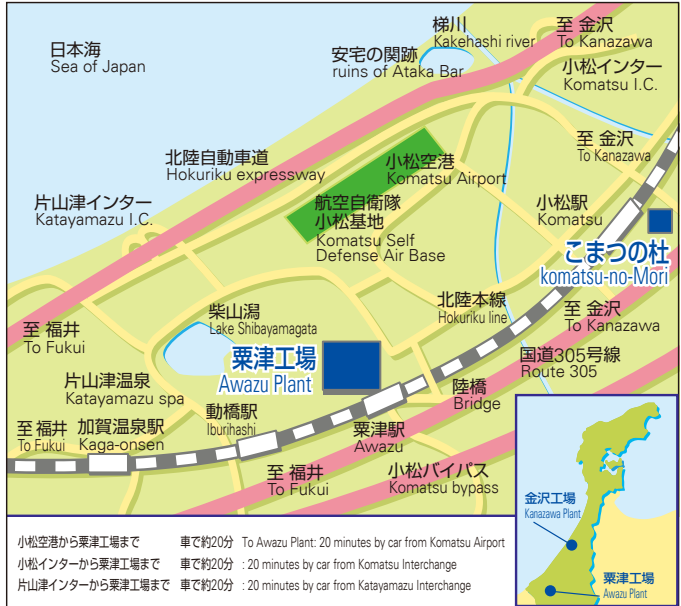 日本海
Sea of Japan
安宅の関跡
ruins of Ataka Bar
梯川
Kakehashi river
至 金沢
To Kanazawa
小松インター
Komatsu I.C.
北陸自動車道
Hokuriku expressway
小松空港
Komatsu Airport
至 金沢
To Kanazawa
片山津インター
Katayamazu I.C.
航空自衛隊
小松基地
Komatsu Self
Defense Air Base
小松駅
Komatsu
こまつの杜
komátsu-no-Mori
至 福井
To Fukui
柴山潟
Lake Shibayamagata
北陸本線
Hokuriku line
至 金沢
To Kanazawa
粟津工場
Awazu Plant
国道305号線
Route 305
片山津温泉
Katayamazu spa
陸橋
Bridge
至 福井
To Fukui
加賀温泉駅
Kaga-onsen
動橋駅
Iburihashi
粟津駅
Awazu
至 福井
To Fukui
小松バイパス
Komatsu bypass
金沢工場
Kanazawa Plant
粟津工場
Awazu Plant
小松空港から粟津工場まで 車で約20分 To Awazu Plant: 20 minutes by car from Komatsu Airport
小松インターから粟津工場まで 車で約20分 : 20 minutes by car from Komatsu Interchange
片山津インターから粟津工場まで 車で約20分 : 20 minutes by car from Katayamazu Interchange